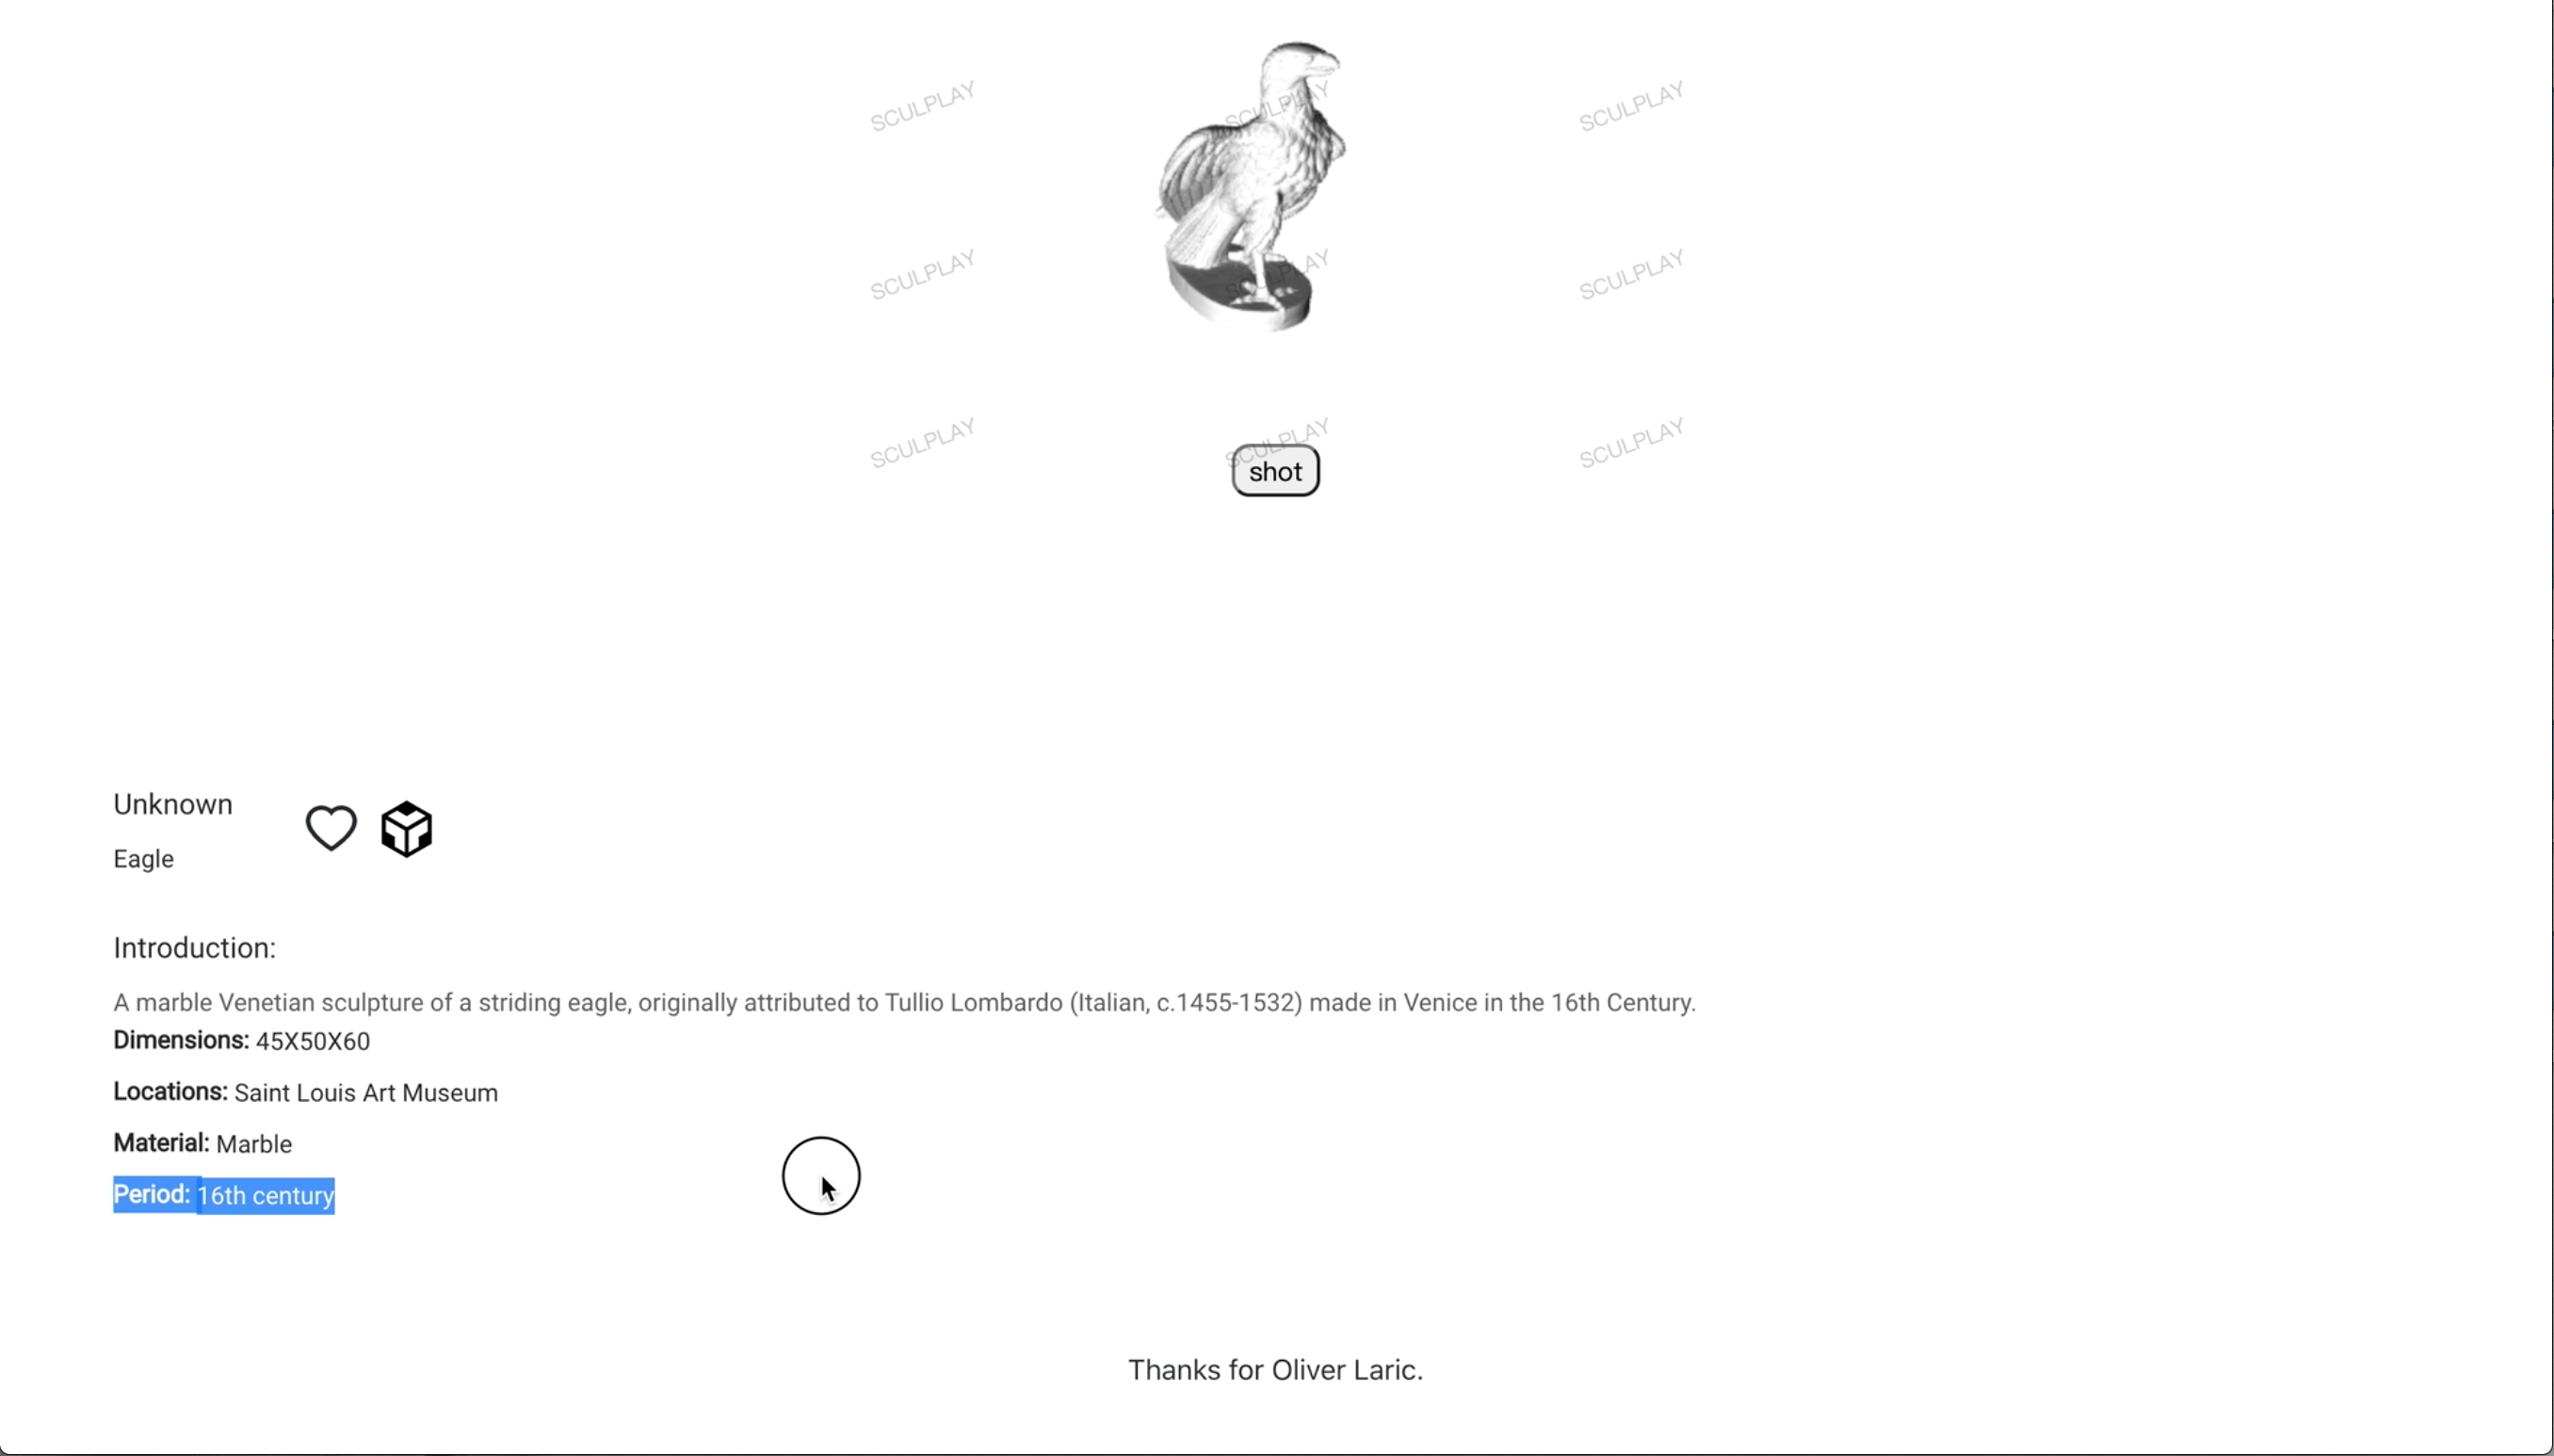 SCULPLAY SCULPLAY SCULPLAY
SCULPLAY SCULPLAY SCULPLAY
SCULPLAY SCULPLAY SCULPLAY
shot
Unknown
Eagle
Introduction:
A marble Venetian sculpture of a striding eagle, originally attributed to Tullio Lombardo (Italian, c.1455-1532) made in Venice in the 16th Century.
Dimensions: 45X50X60
Locations: Saint Louis Art Museum
Material: Marble
Period: 16th century
Thanks for Oliver Laric.